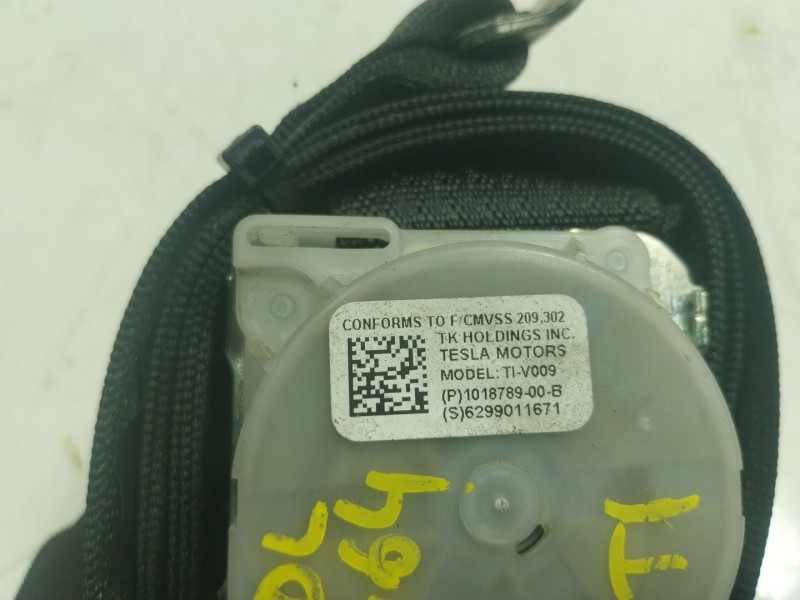 CONFORMS TO F/CMVSS 209,302
TK HOLDINGS INC.
TESLA MOTORS
MODEL: TI-V009
(P)1018789-00-B
(S)6299011671